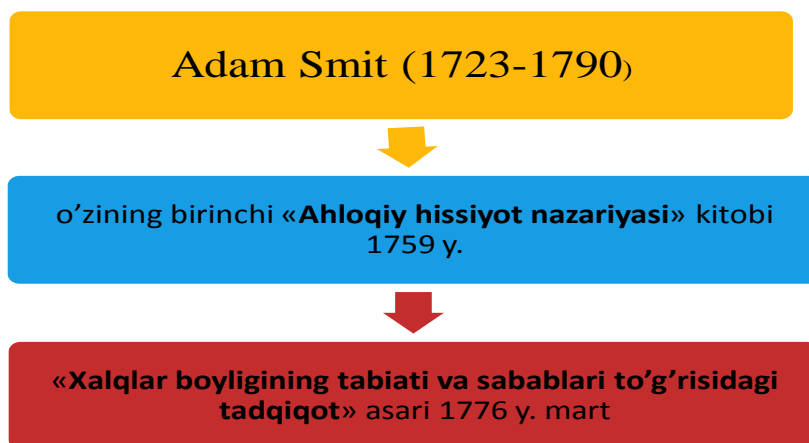 Adam Smit (1723-1790)
o’zining birinchi «Ahloqiy hissiyot nazariyasi» kitobi
1759 y.
«Xalqlar boyligining tabiati va sabablari to’g’risidagi
tadqiqot» asari 1776 y. mart